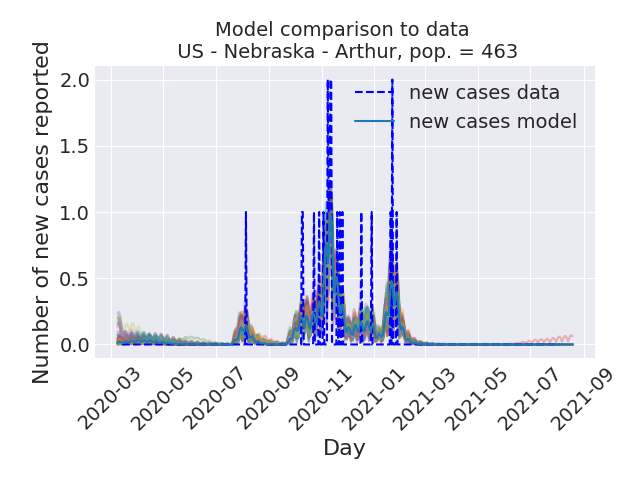 Model comparison to data
US - Nebraska - Arthur, pop. = 463
Number of new cases reported
2.0
1.5
1.0
0.5
0.0
new cases data
new cases model
2020-03
2020-05
2020-07
2020-09
2020-11
2021-01
2021-03
2021-05
2021-07
2021-09
Day